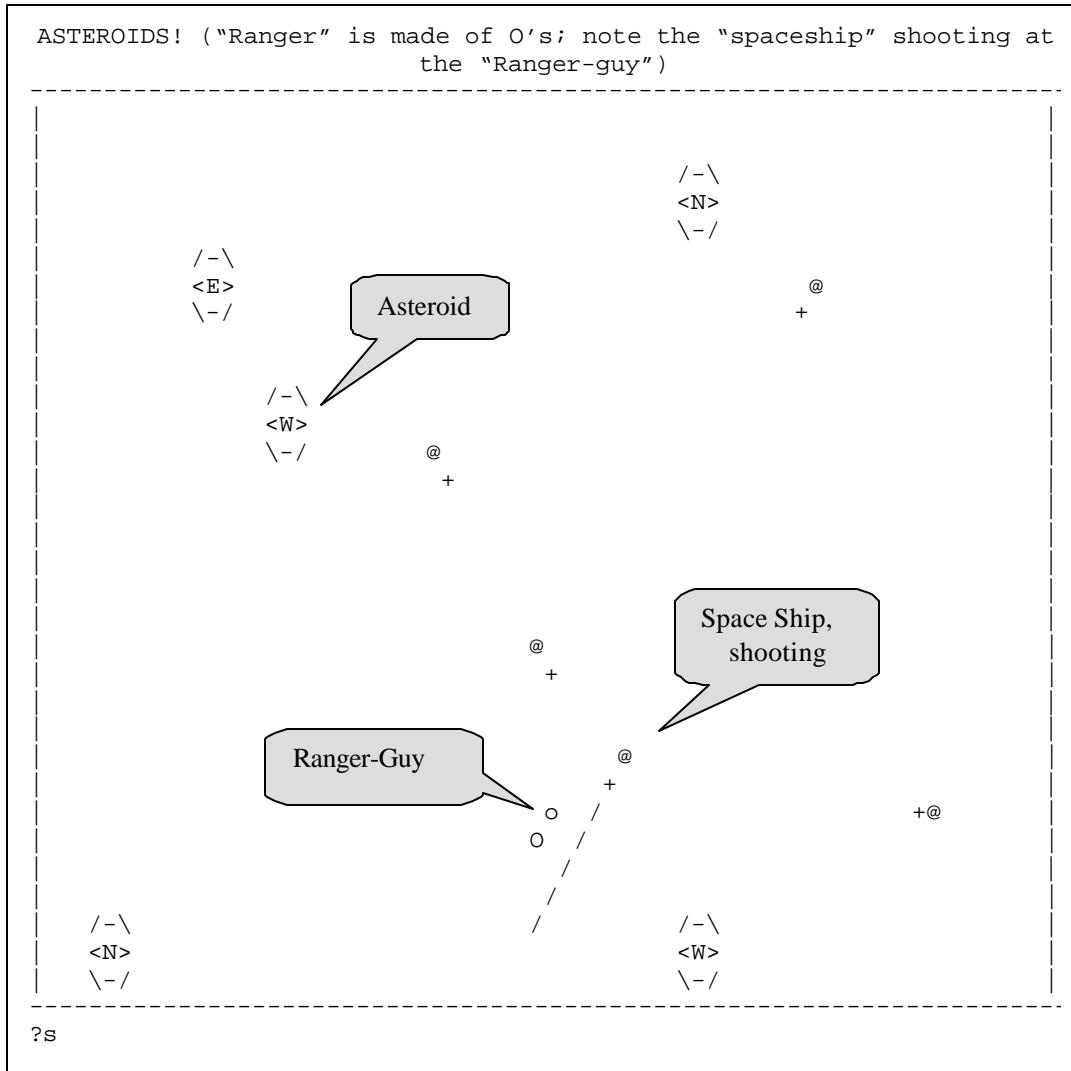 ASTEROIDS! (“Ranger” is made of O’s; note the “spaceship” shooting at
the “Ranger-guy”)
----------------------------------------------------------------------
/-\
<N>
\-/
/-\
<E> @
\-/ +
Asteroid
/-\
<W>
\-/ @
+
Space Ship,
shooting
@
+
Ranger-Guy
@
+
o / +@
O /
/
/
/-\ / /-\
<N> <W>
\-/ \-/
----------------------------------------------------------------------
?s